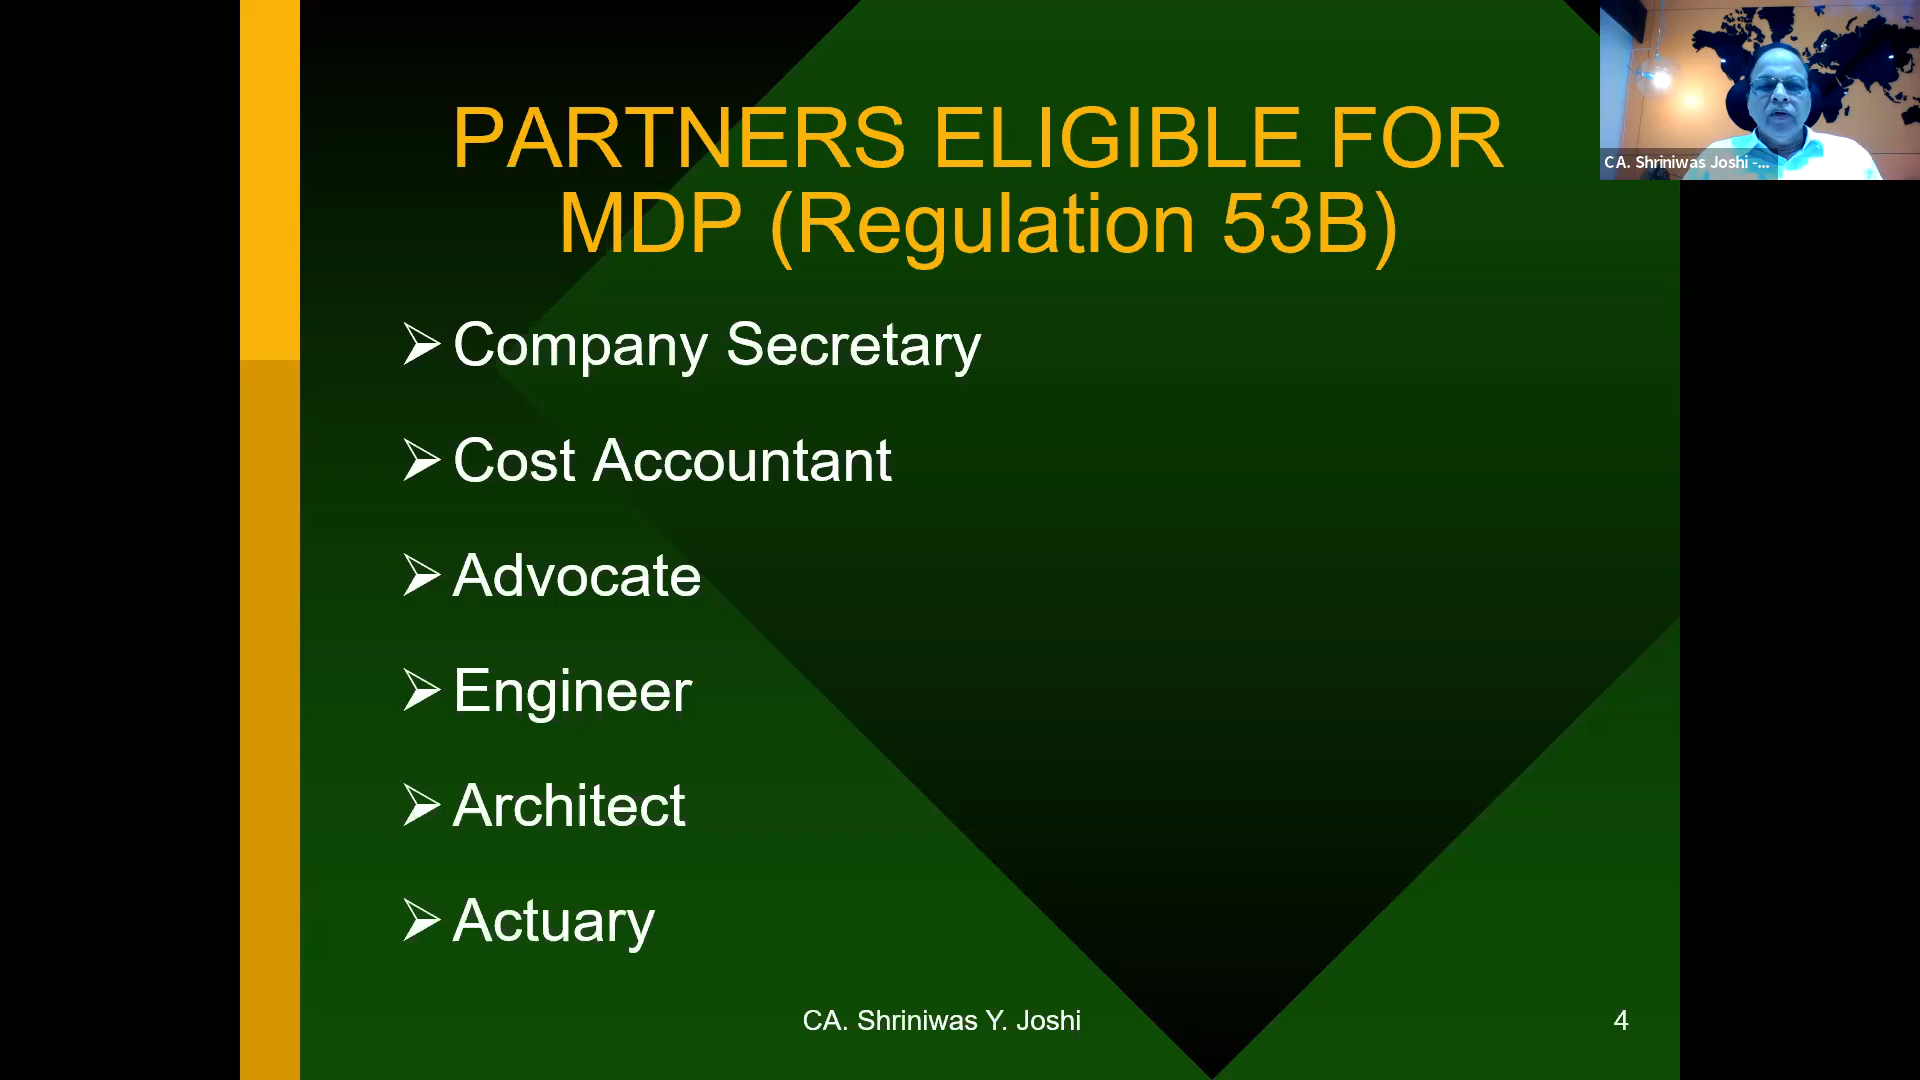 PARTNERS ELIGIBLE FOR
MDP (Regulation 53B)
CA. Shriniwas Joshi -...
Company Secretary
Cost Accountant
Advocate
Engineer
Architect
Actuary
CA. Shriniwas Y. Joshi
4